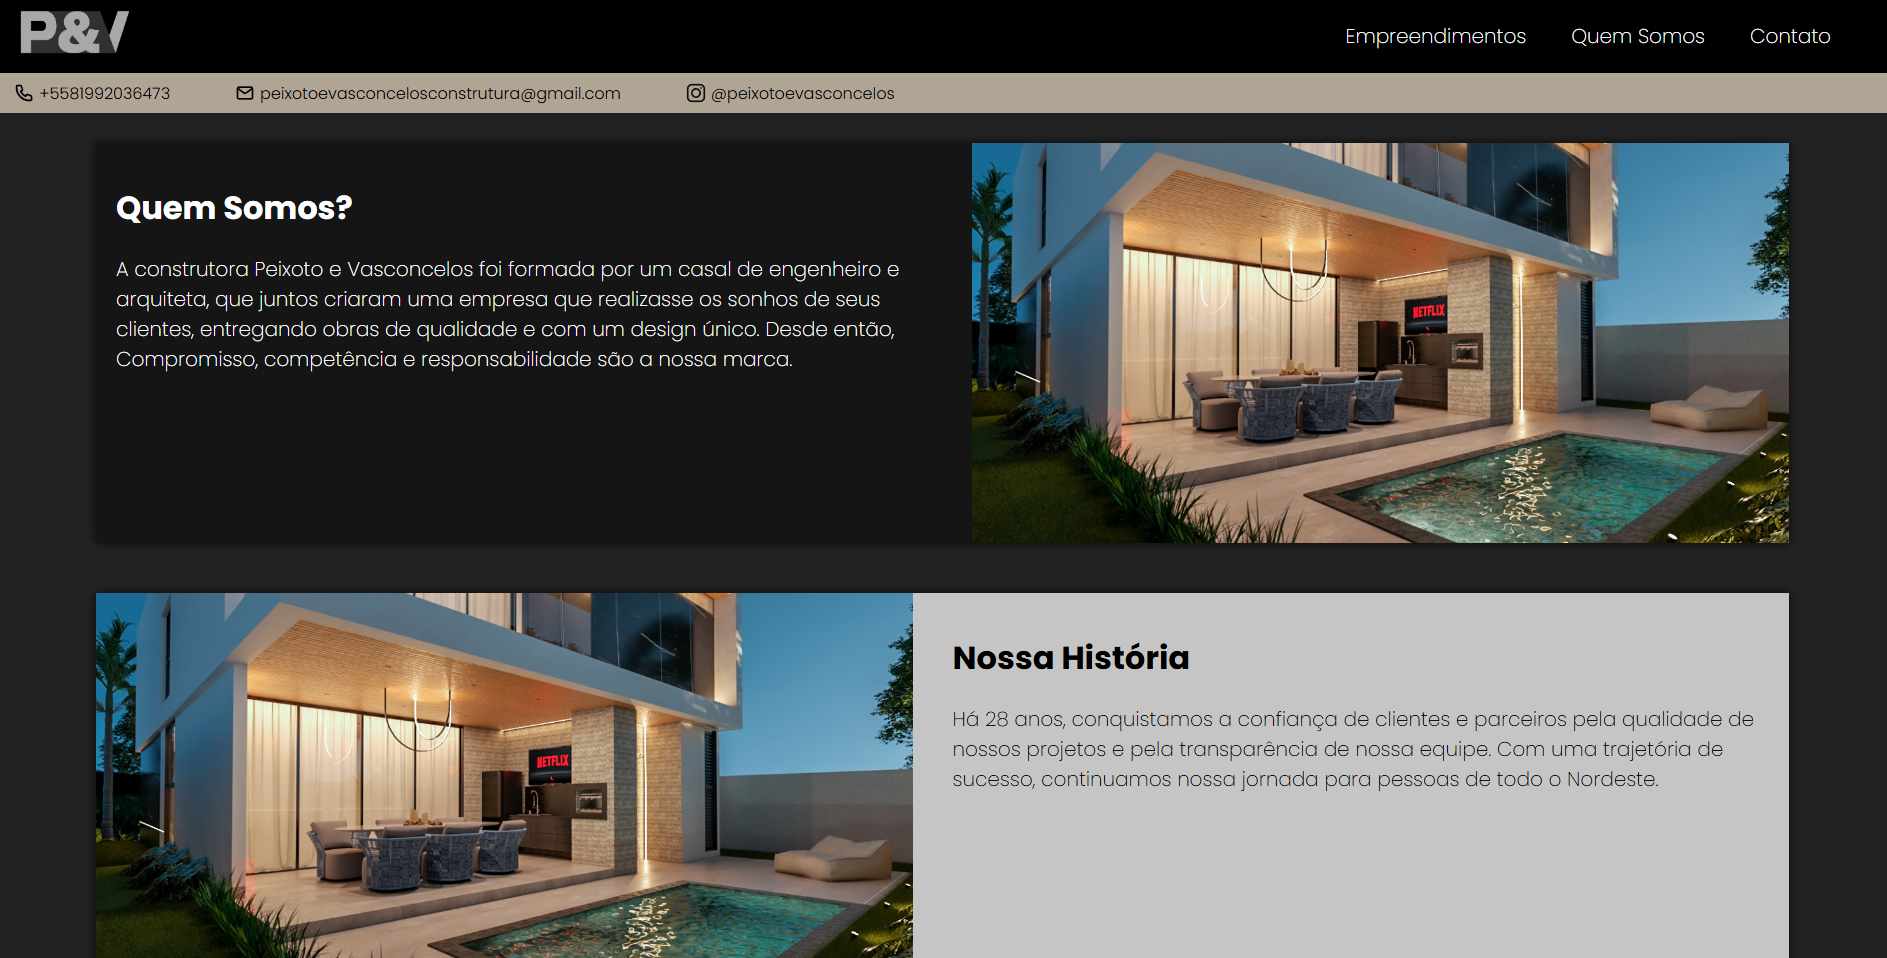 P&V
Empreendimentos
Quem Somos
Contato
+5581992036473
peixotoevasconcelosconstrutura@gmail.com
@peixotoevasconcelos
Quem Somos?
A construtora Peixoto e Vasconcelos foi formada por um casal de engenheiro e
arquiteta, que juntos criaram uma empresa que realizasse os sonhos de seus
clientes, entregando obras de qualidade e com um design único. Desde então,
Compromisso, competência e responsabilidade são a nossa marca.
NETFLIX
NETFLIX
Nossa História
Há 28 anos, conquistamos a confiança de clientes e parceiros pela qualidade de
nossos projetos e pela transparência de nossa equipe. Com uma trajetória de
sucesso, continuamos nossa jornada para pessoas de todo o Nordeste.